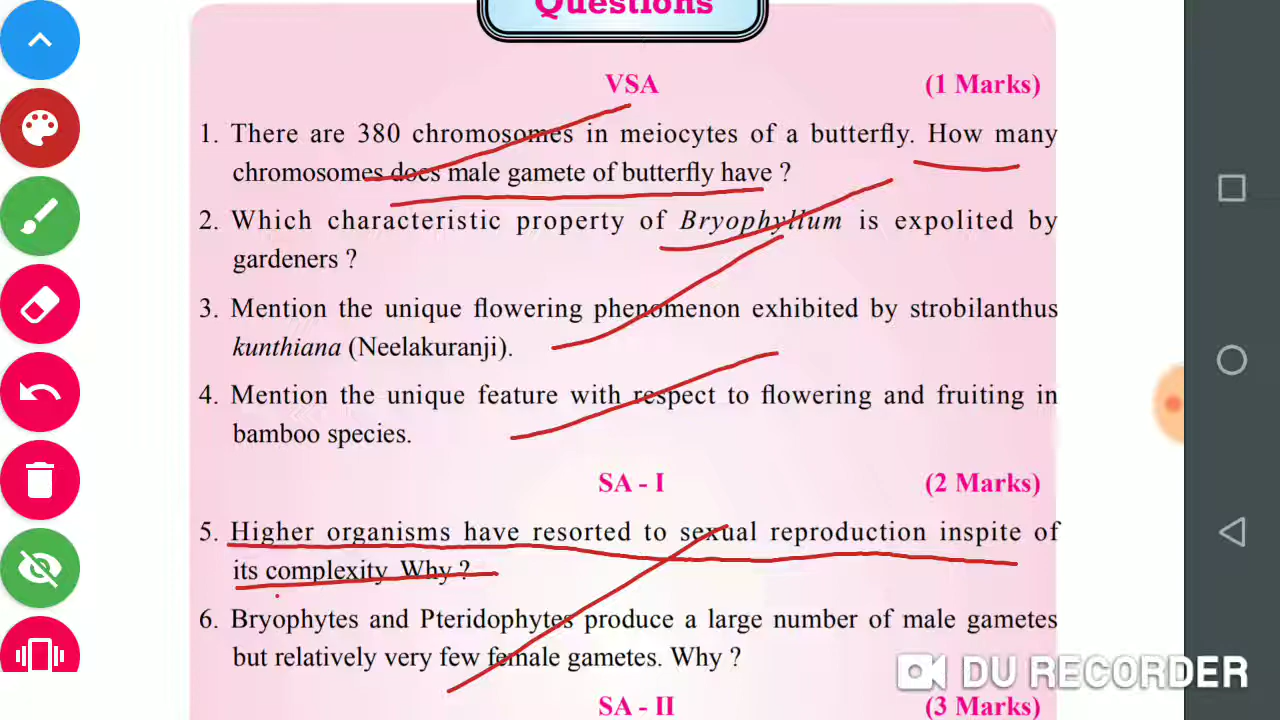 Questions
VSA (1 Marks)
1. There are 380 chromosomes in meiocytes of a butterfly. How many
chromosomes does male gamete of butterfly have ?
2. Which characteristic property of Bryophyllum is expolited by
gardeners ?
3. Mention the unique flowering phenomenon exhibited by strobilanthus
kunthiana (Neelakuranji).
4. Mention the unique feature with respect to flowering and fruiting in
bamboo species.
SA - I (2 Marks)
5. Higher organisms have resorted to sexual reproduction inspite of
its complexity. Why ?
6. Bryophytes and Pteridophytes produce a large number of male gametes
but relatively very few female gametes. Why ?
DU RECORDER
SA - II (3 Marks)